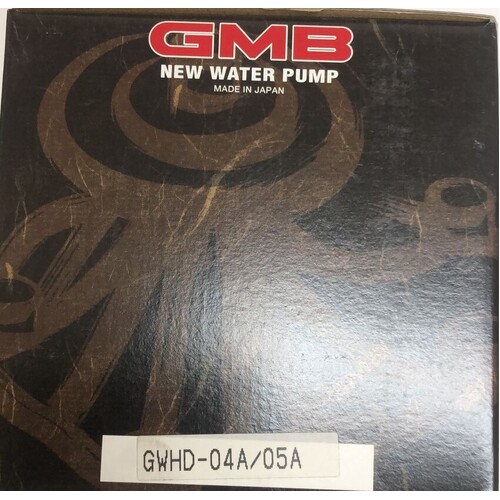 GMB
NEW WATER PUMP
MADE IN JAPAN
GWHD-04A/05A